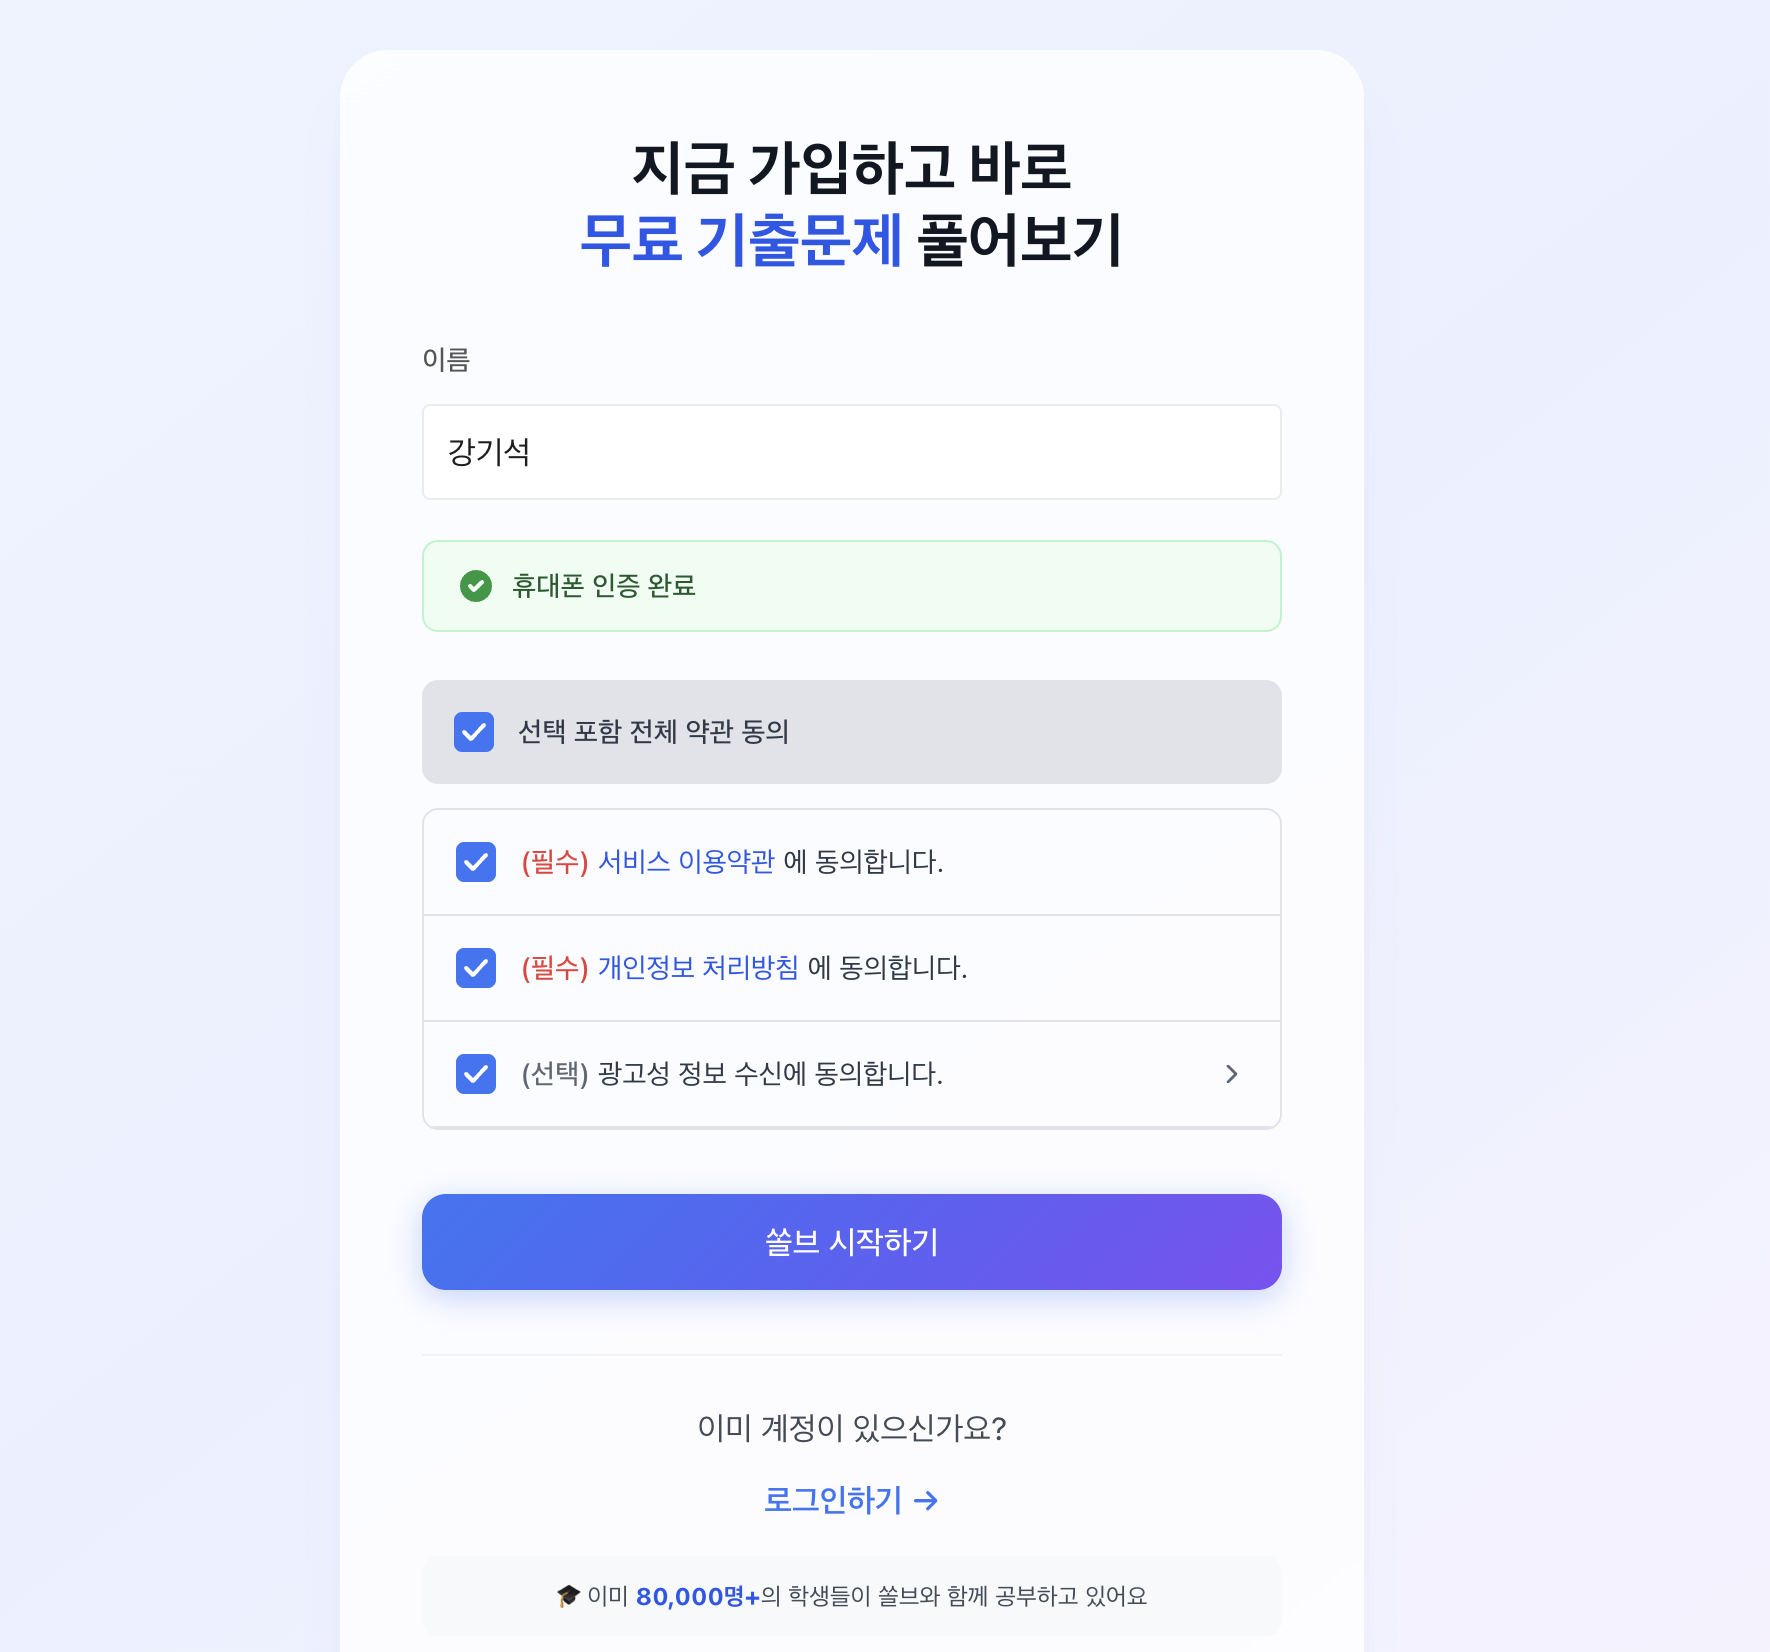 지금 가입하고 바로
무료 기출문제 풀어보기
이름
강기석
휴대폰 인증 완료
선택 포함 전체 약관 동의
(필수) 서비스 이용약관 에 동의합니다.
(필수) 개인정보 처리방침 에 동의합니다.
(선택) 광고성 정보 수신에 동의합니다.
쏠브 시작하기
이미 계정이 있으신가요?
로그인하기 →
🎓 이미 80,000명+의 학생들이 쏠브와 함께 공부하고 있어요